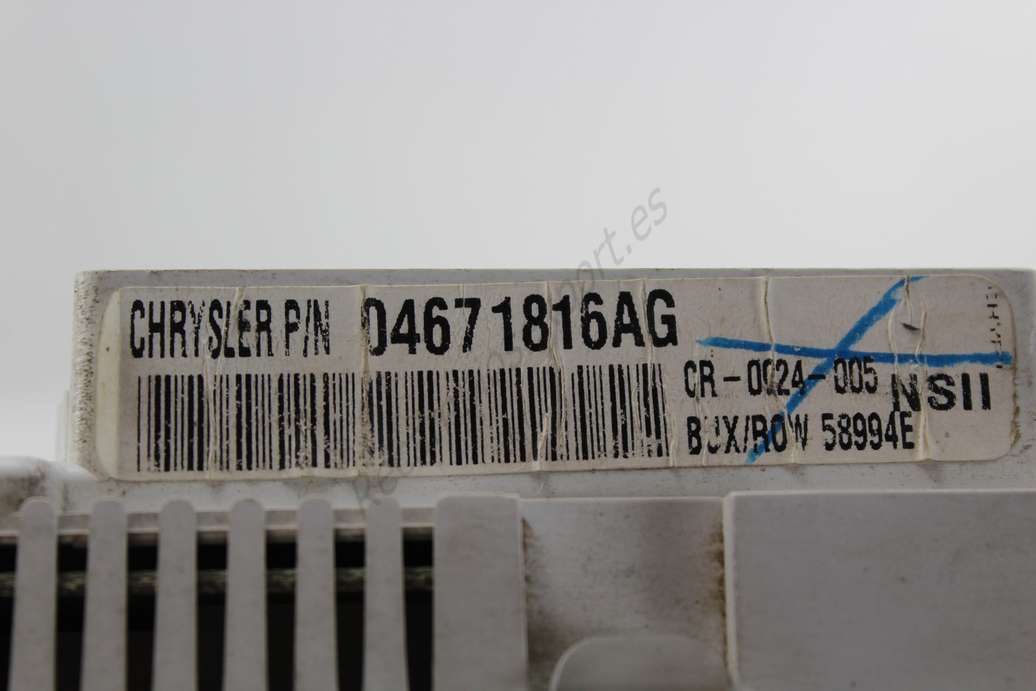 CHRYSLER P/N 04671816AG
CR-0024-005 NSII
BUX/ROW 58994E